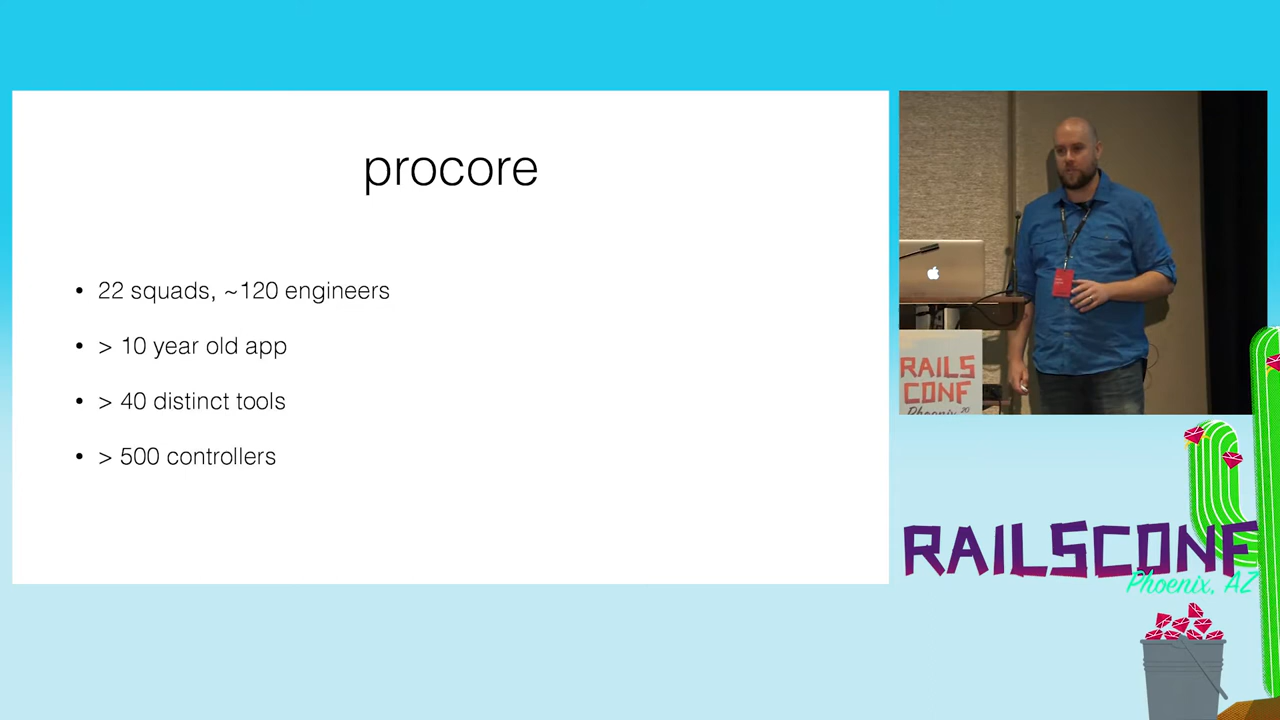 procore
• 22 squads, ~120 engineers
• > 10 year old app
• > 40 distinct tools
• > 500 controllers
RAILS
CONF
Phoenix,
RAILSCONF
Phoenix, AZ